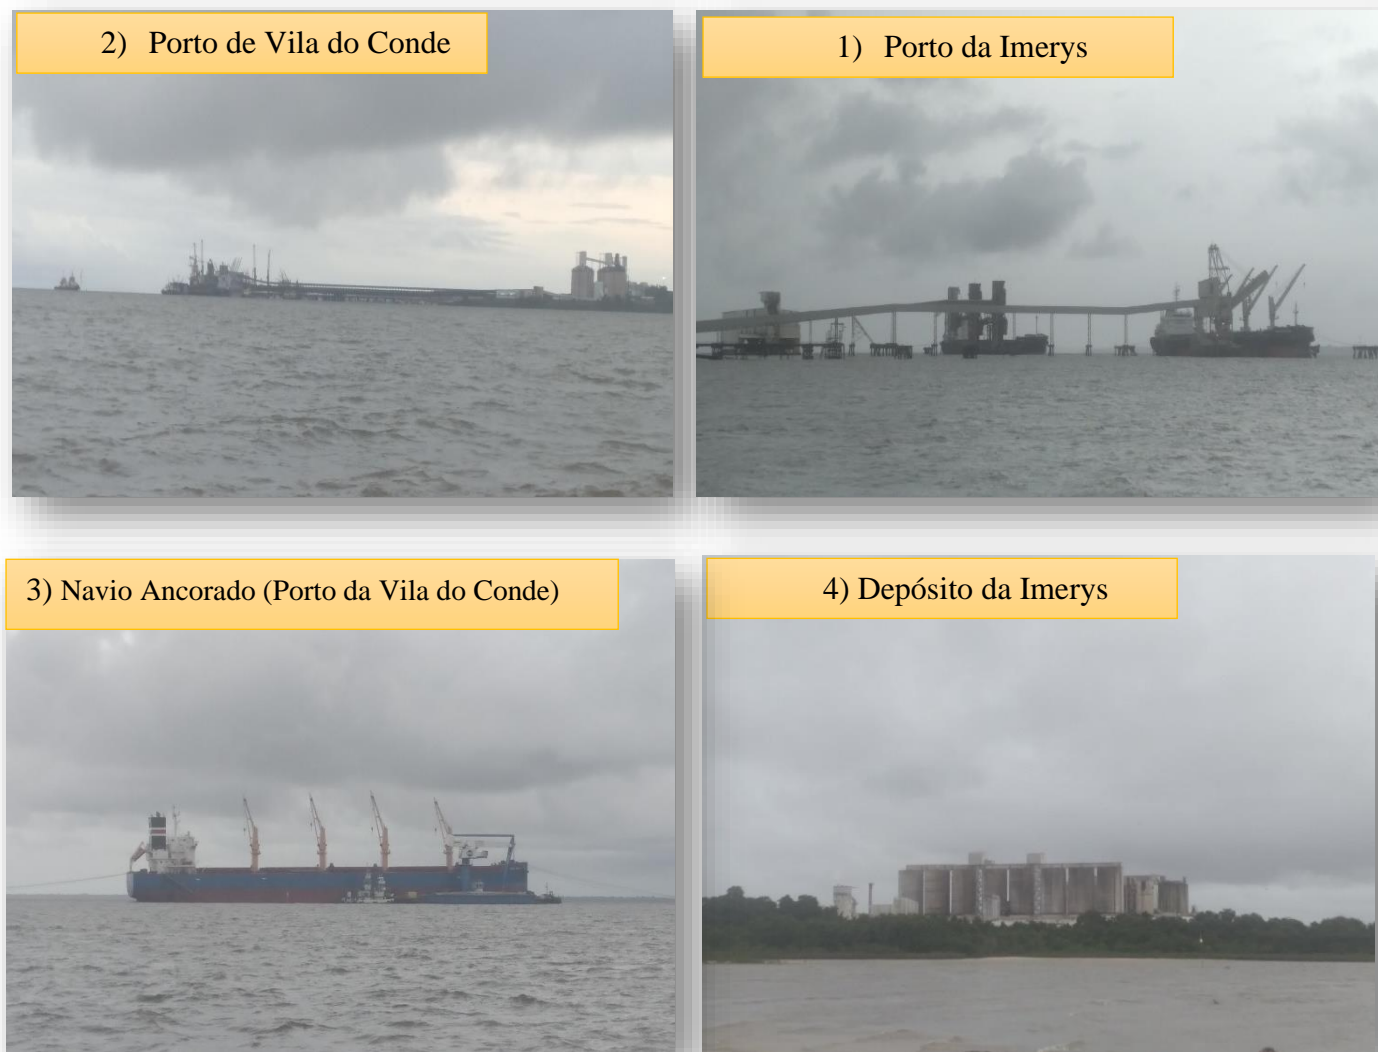 2) Porto de Vila do Conde
1) Porto da Imerys
3) Navio Ancorado (Porto da Vila do Conde)
4) Depósito da Imerys